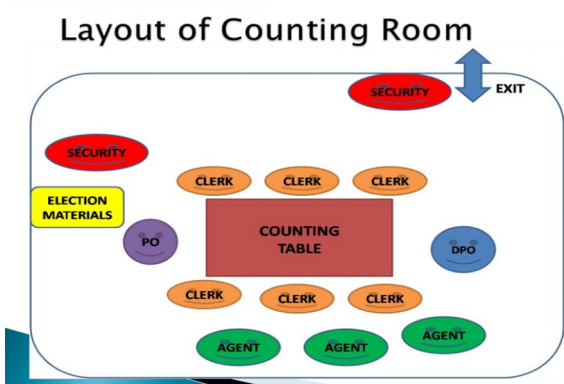 Layout of Counting Room
SECURITY
EXIT
SECURITY
CLERK
CLERK
CLERK
ELECTION
MATERIALS
PO
COUNTING
TABLE
DPO
CLERK
CLERK
CLERK
AGENT
AGENT
AGENT